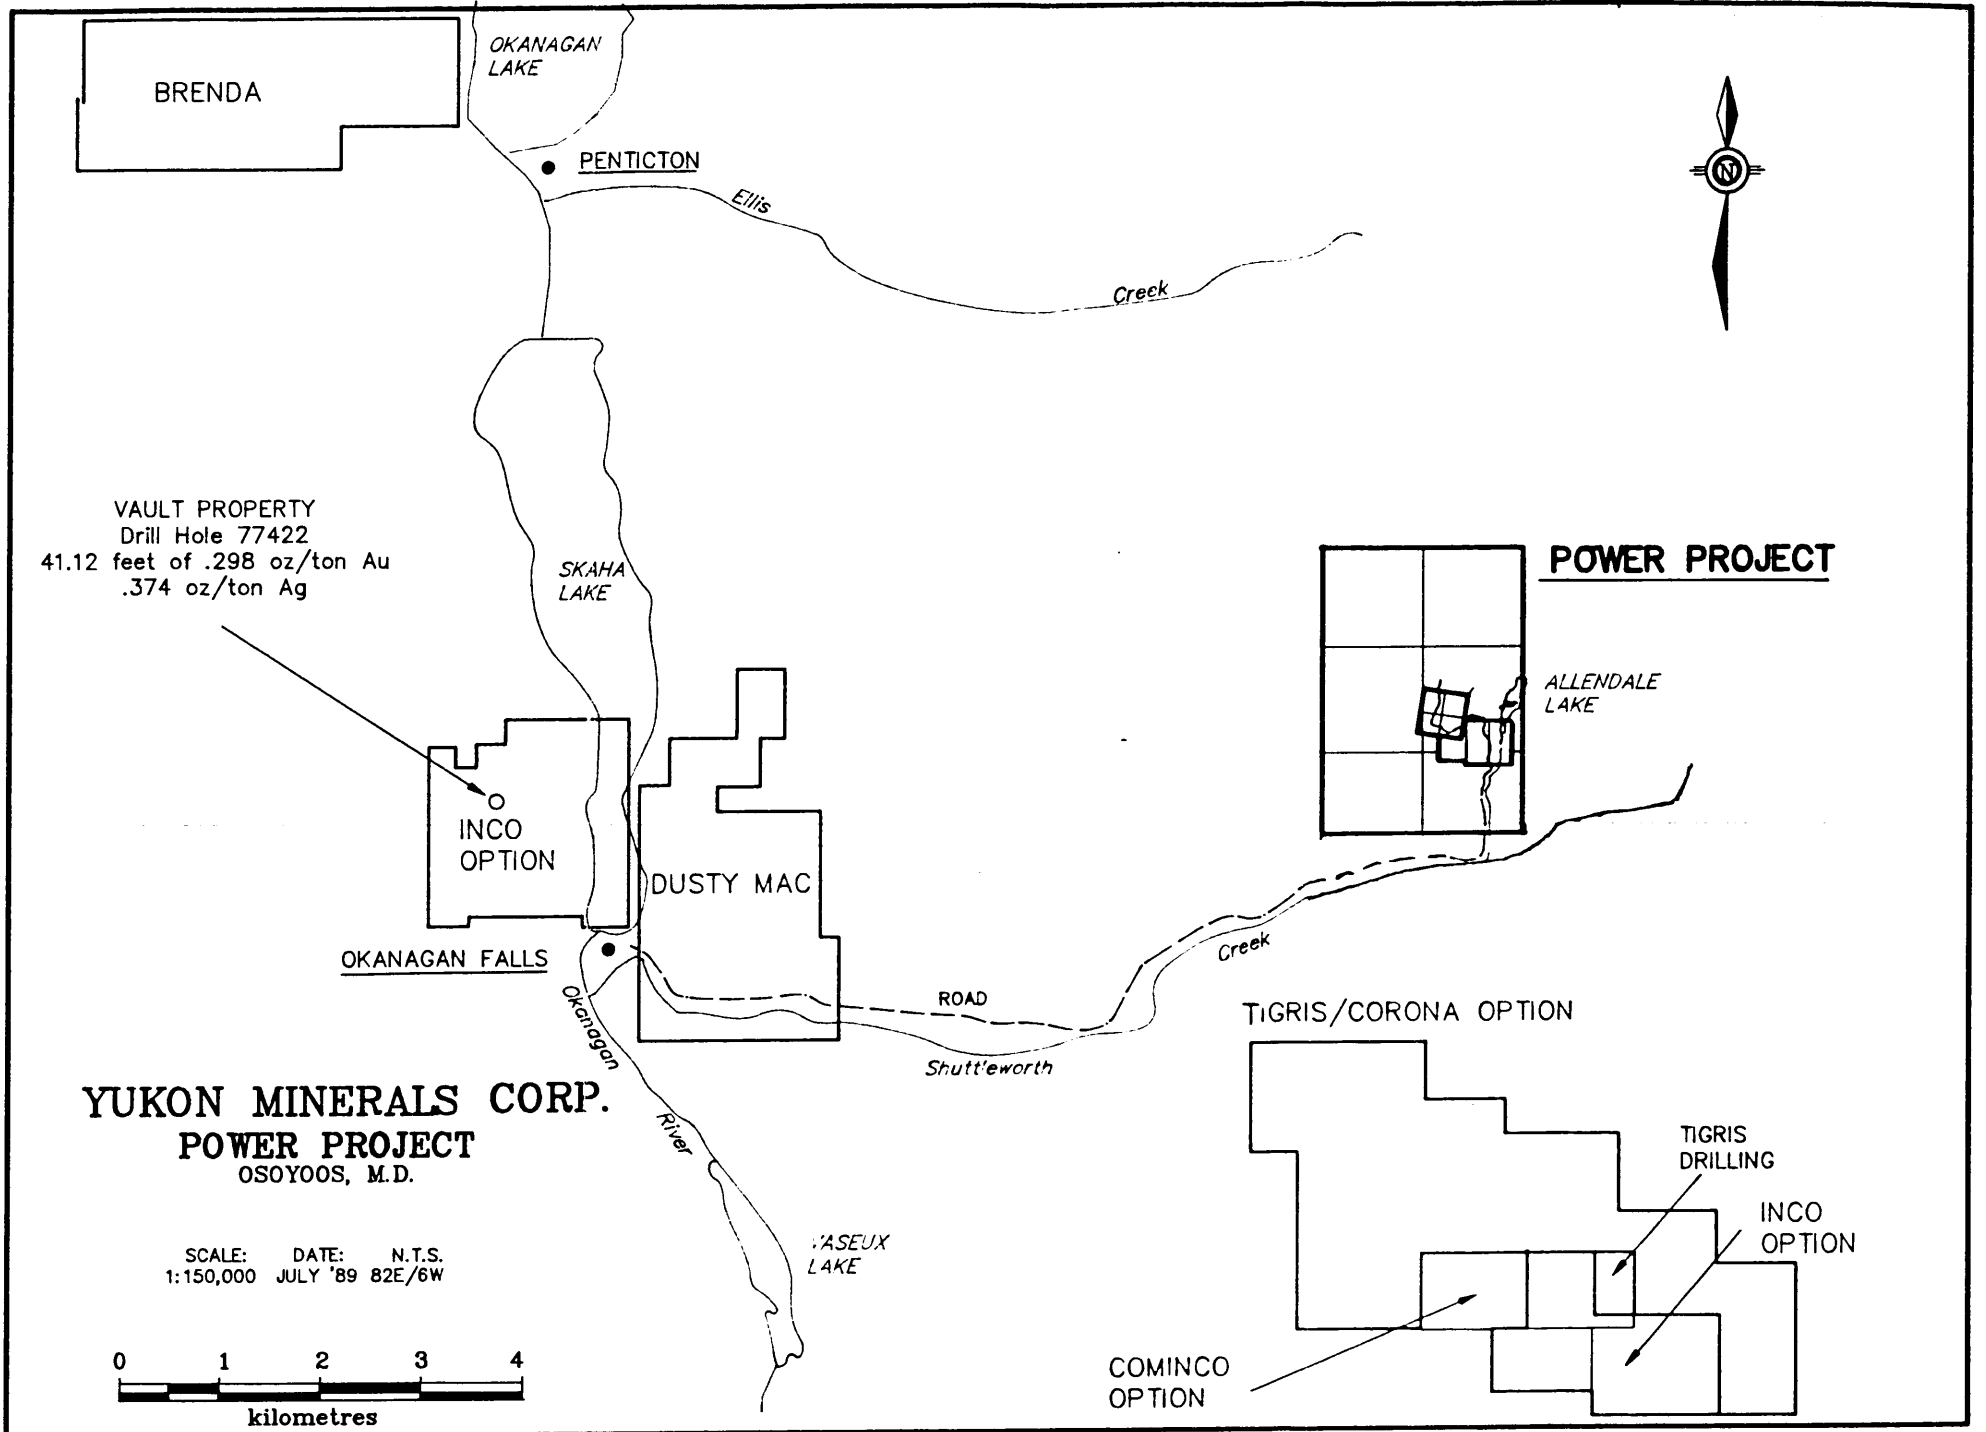 OKANAGAN
LAKE
BRENDA
PENTICTON
Ellis
Creek
N
VAULT PROPERTY
Drill Hole 77422
41.12 feet of .298 oz/ton Au
.374 oz/ton Ag
SKAHA
LAKE
POWER PROJECT
ALLENDALE
LAKE
INCO
OPTION
DUSTY MAC
OKANAGAN FALLS
Creek
ROAD
Shuttleworth
Okanagan
River
TIGRIS/CORONA OPTION
YUKON MINERALS CORP.
POWER PROJECT
OSOYOOS, M.D.
TIGRIS
DRILLING
INCO
OPTION
VASEUX
LAKE
SCALE: DATE: N.T.S.
1:150,000 JULY '89 82E/6W
COMINCO
OPTION
0 1 2 3 4
kilometres